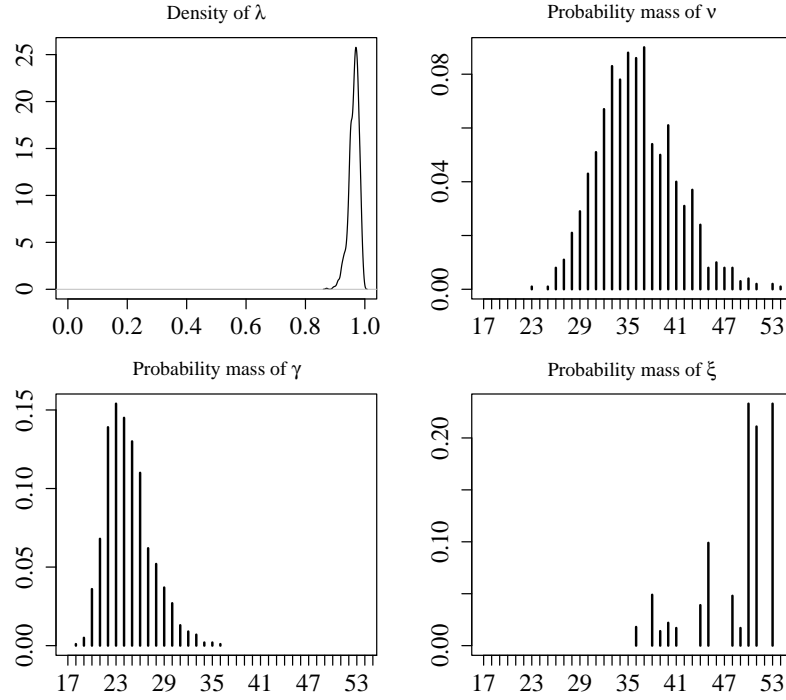 Density of λ
25
20
15
10
5
0
0.0 0.2 0.4 0.6 0.8 1.0
Probability mass of ν
0.08
0.04
0.00
17 23 29 35 41 47 53
Probability mass of γ
0.15
0.10
0.05
0.00
17 23 29 35 47 53
Probability mass of ξ
0.20
0.10
0.00
17 23 29 35 41 47 53